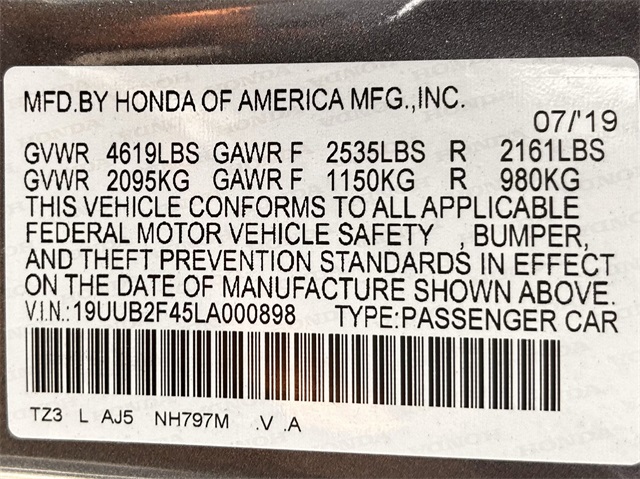 MFD.BY HONDA OF AMERICA MFG.,INC.
07/'19
GVWR 4619LBS GAWR F 2535LBS R 2161LBS
GVWR 2095KG GAWR F 1150KG R 980KG
THIS VEHICLE CONFORMS TO ALL APPLICABLE
FEDERAL MOTOR VEHICLE SAFETY , BUMPER,
AND THEFT PREVENTION STANDARDS IN EFFECT
ON THE DATE OF MANUFACTURE SHOWN ABOVE.
V.I.N.:19UUB2F45LA000898 TYPE:PASSENGER CAR
TZ3 L AJ5 NH797M .V .A